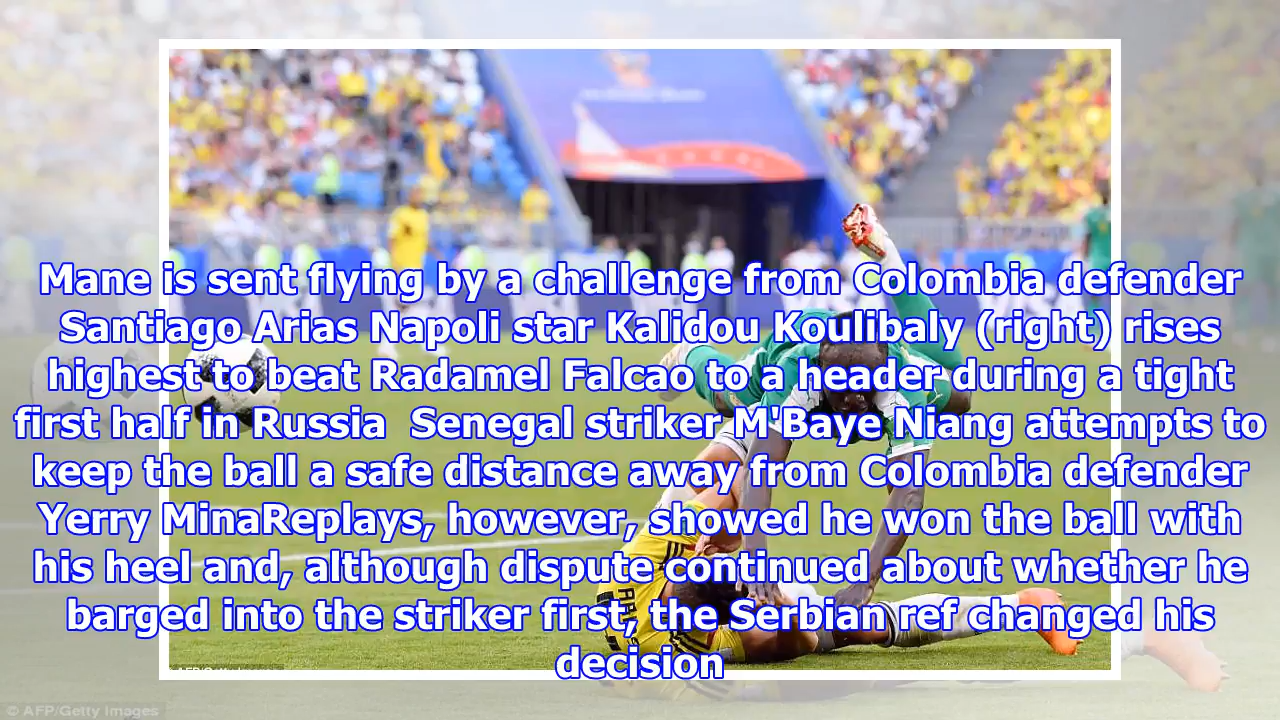 Mane is sent flying by a challenge from Colombia defender
Santiago Arias Napoli star Kalidou Koulibaly (right) rises
highest to beat Radamel Falcao to a header during a tight
first half in Russia  Senegal striker M'Baye Niang attempts to
keep the ball a safe distance away from Colombia defender
Yerry MinaReplays, however, showed he won the ball with
his heel and, although dispute continued about whether he
barged into the striker first, the Serbian ref changed his
decision
© AFP/Getty Images